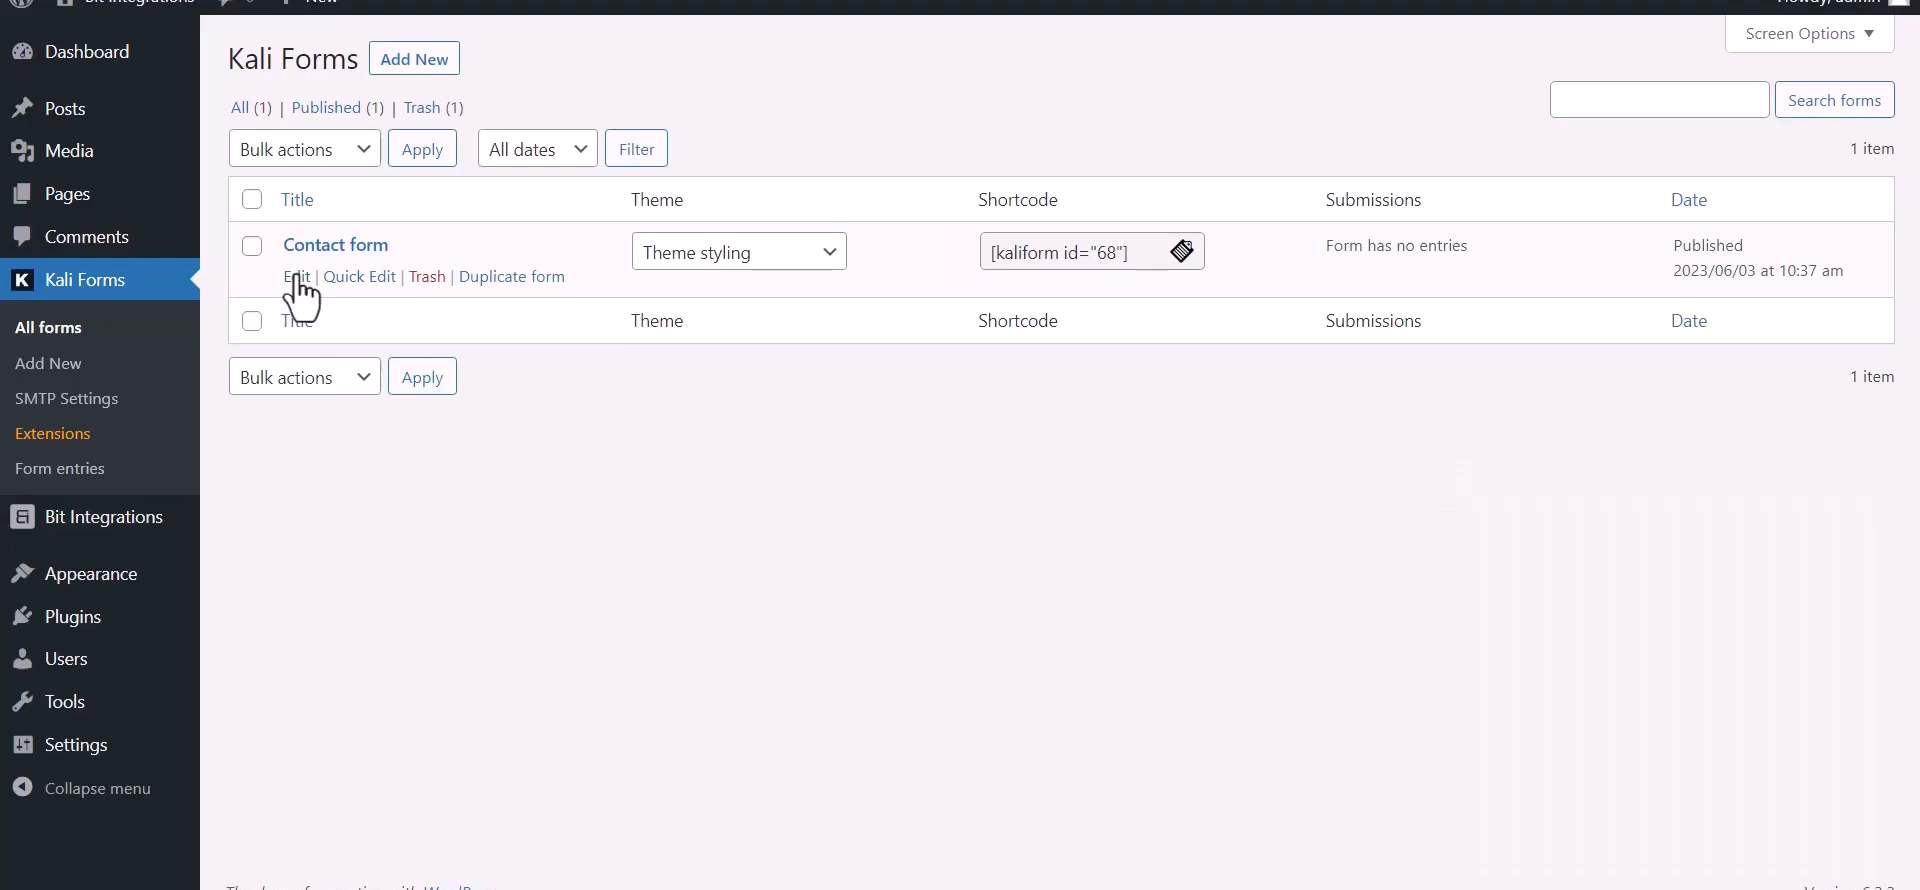 Bit Integrations
New
Howdy, admin
Dashboard
Posts
Media
Pages
Comments
Kali Forms
All forms
Add New
SMTP Settings
Extensions
Form entries
Bit Integrations
Appearance
Plugins
Users
Tools
Settings
Collapse menu
Screen Options
Kali Forms Add New
All (1) | Published (1) | Trash (1)
Search forms
Bulk actions Apply All dates Filter 1 item
Title Theme Shortcode Submissions Date
Contact form Theme styling [kaliform id="68"] Form has no entries Published
Edit | Quick Edit | Trash | Duplicate form 2023/06/03 at 10:37 am
Title Theme Shortcode Submissions Date
Bulk actions Apply 1 item